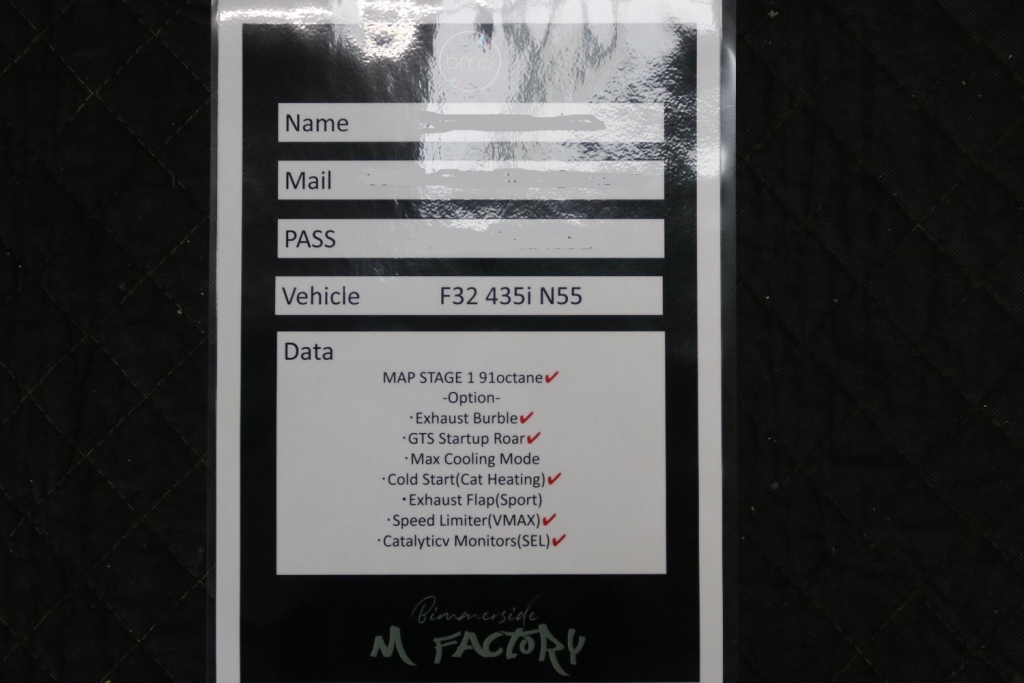 Name
Mail
PASS
Vehicle F32 435i N55
Data
MAP STAGE 1 91octane✓
-Option-
・Exhaust Burble✓
・GTS Startup Roar✓
・Max Cooling Mode
・Cold Start(Cat Heating)✓
・Exhaust Flap(Sport)
・Speed Limiter(VMAX)✓
・Catalyticv Monitors(SEL)✓
Bimmerside
M FACTORY